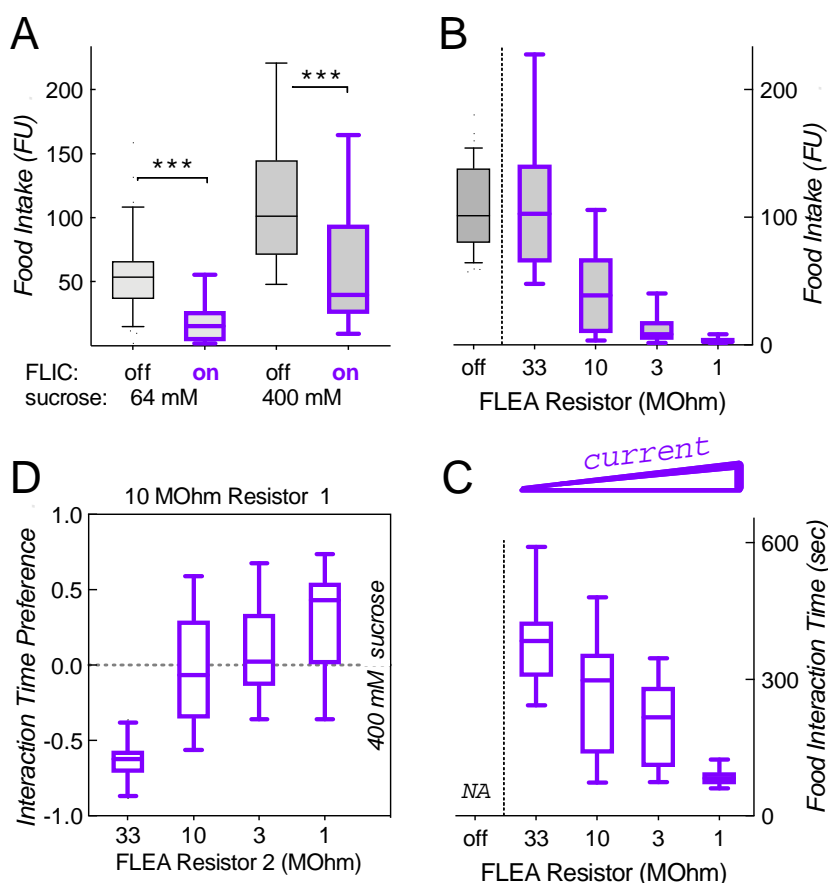 A
Food Intake (FU)
200
150
100
50
***
***
FLIC: off on off on
sucrose: 64 mM 400 mM
B
200
100
0
Food Intake (FU)
off 33 10 3 1
FLEA Resistor (MOhm)
D
10 MOhm Resistor 1
Interaction Time Preference
1.0
0.5
0.0
-0.5
-1.0
400 mM sucrose
33 10 3 1
FLEA Resistor 2 (MOhm)
current
C
600
300
0
Food Interaction Time (sec)
NA
off 33 10 3 1
FLEA Resistor (MOhm)